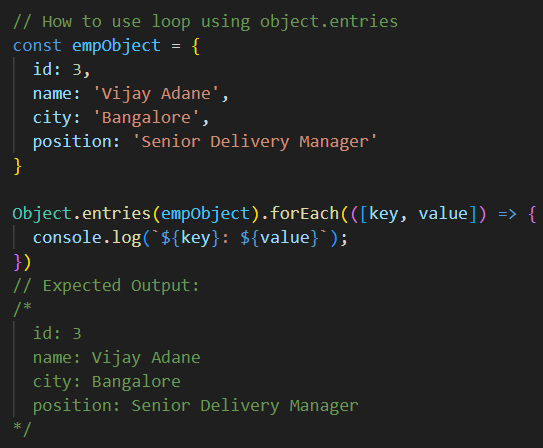 // How to use loop using object.entries
const empObject = {
  id: 3,
  name: 'Vijay Adane',
  city: 'Bangalore',
  position: 'Senior Delivery Manager'
}

Object.entries(empObject).forEach(([key, value]) => {
  console.log(`${key}: ${value}`);
})
// Expected Output:
/*
  id: 3
  name: Vijay Adane
  city: Bangalore
  position: Senior Delivery Manager
*/